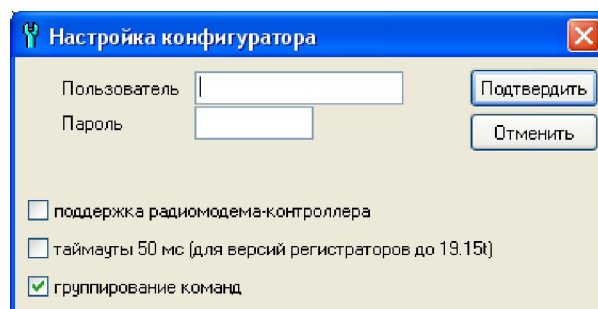 Настройка конфигуратора
Пользователь
Подтвердить
Пароль
Отменить
поддержка радиомодема-контроллера
таймауты 50 мс (для версий регистраторов до 19.15t)
группирование команд